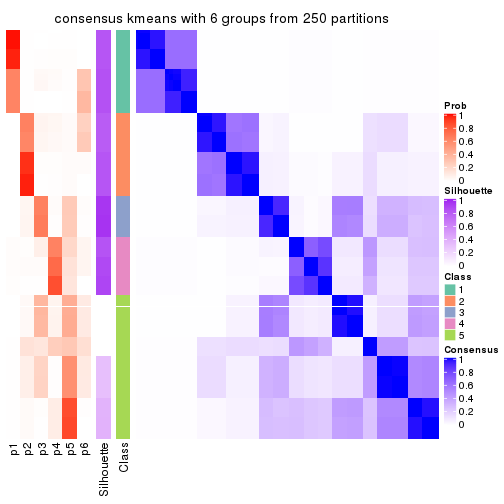 consensus kmeans with 6 groups from 250 partitions
p1
p2
p3
p4
p5
p6
Silhouette
Class
Prob
1
0.8
0.6
0.4
0.2
0
Silhouette
1
0.8
0.6
0.4
0.2
0
Class
1
2
3
4
5
Consensus
1
0.8
0.6
0.4
0.2
0